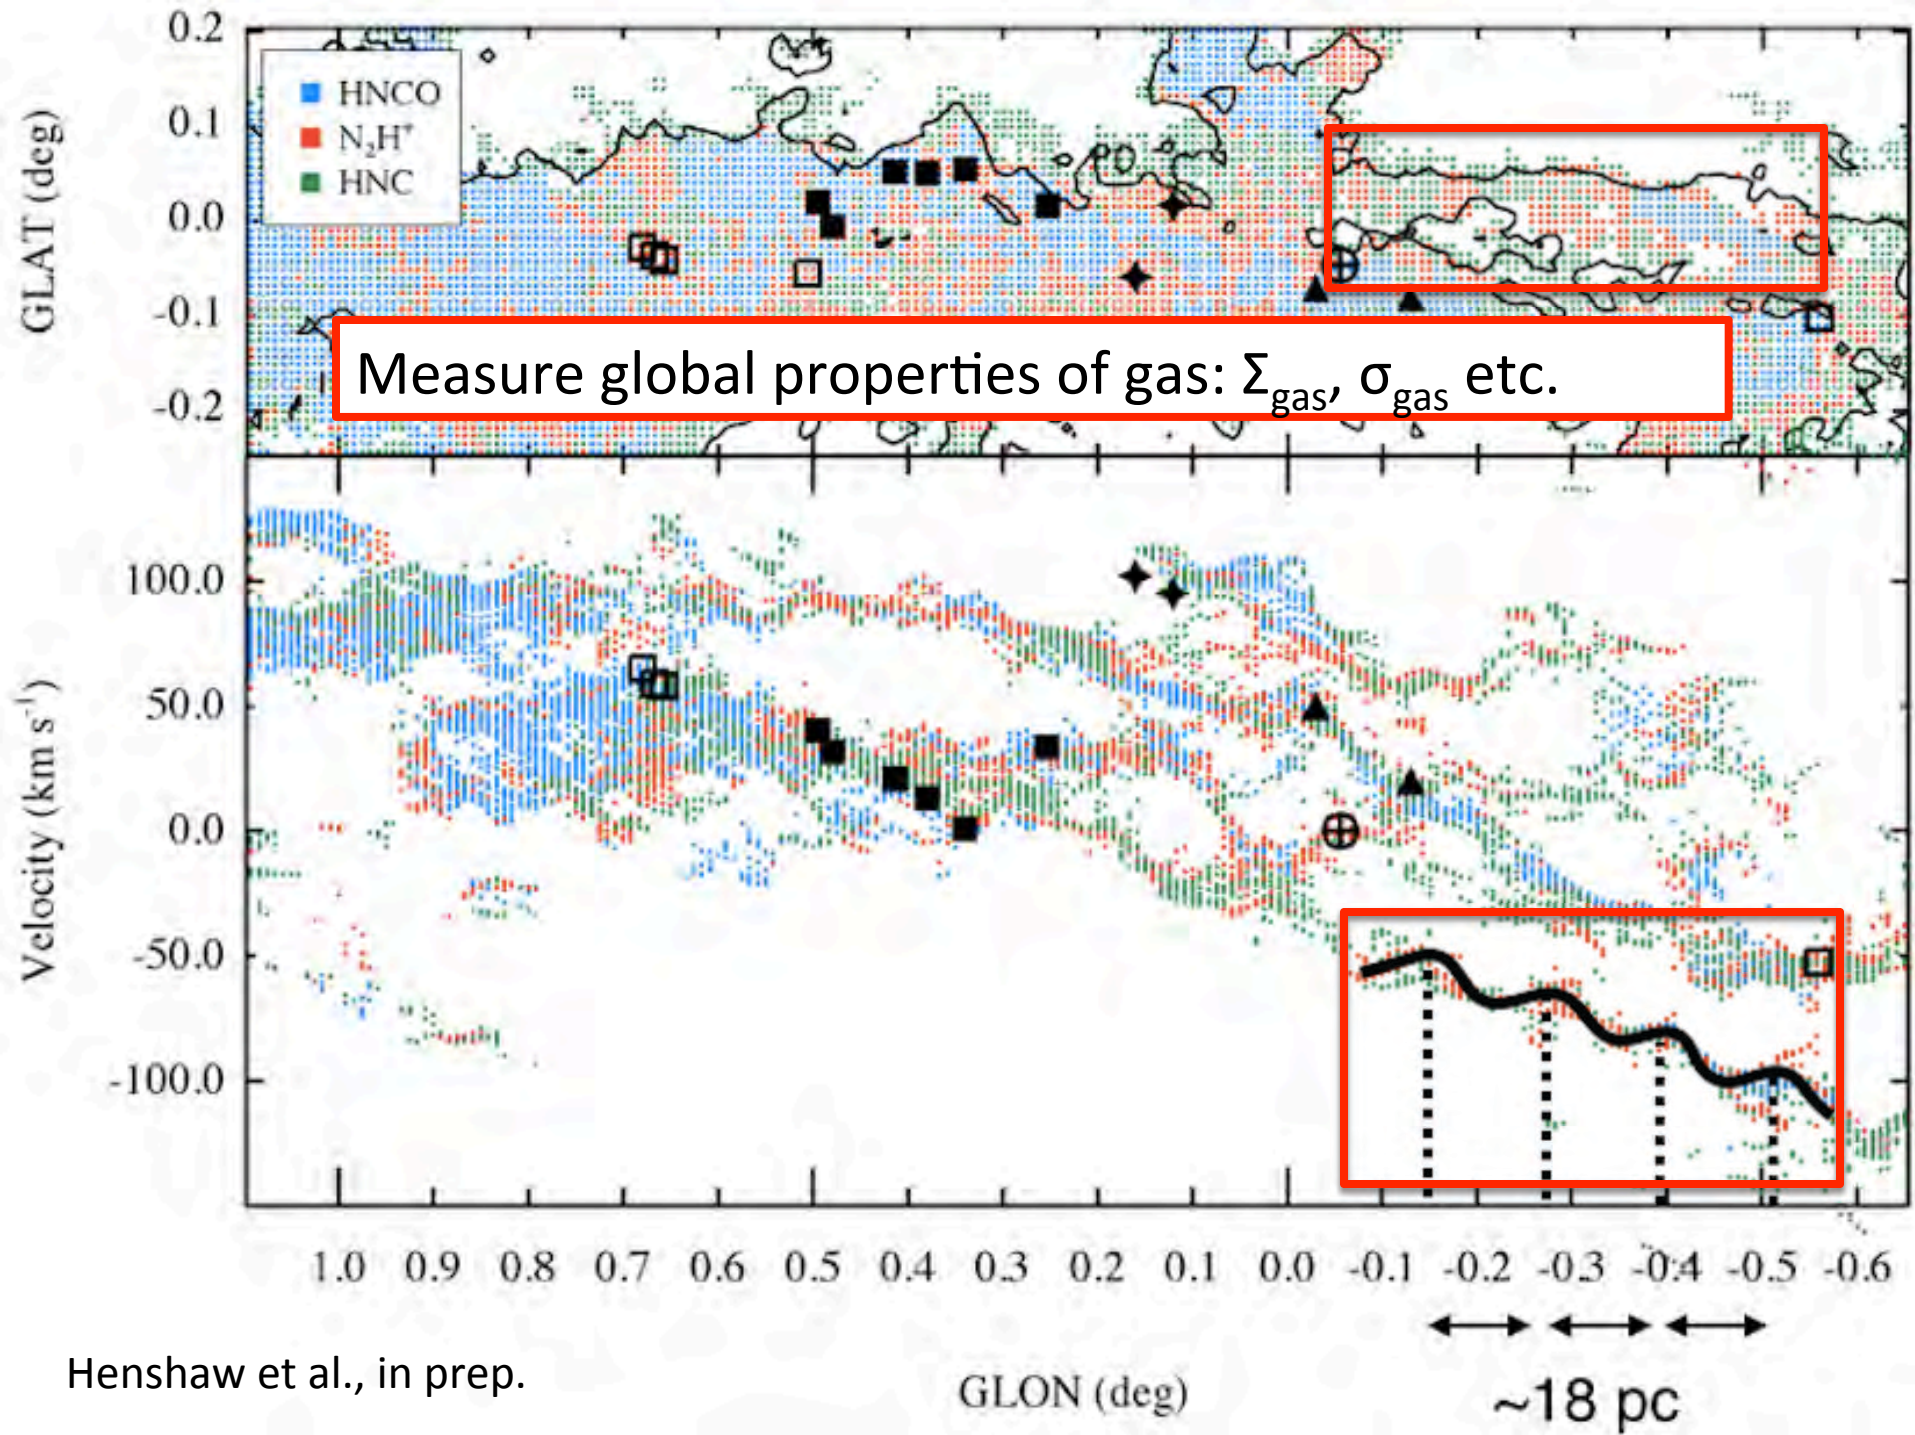 0.2
0.1
0.0
-0.1
-0.2
GLAT (deg)
HNCO
N₂H⁺
HNC
Measure global properties of gas: Σgas, σgas etc.
100.0
50.0
0.0
-50.0
-100.0
Velocity (km s⁻¹)
1.0 0.9 0.8 0.7 0.6 0.5 0.4 0.3 0.2 0.1 0.0 -0.1 -0.2 -0.3 -0.4 -0.5 -0.6
GLON (deg)
~18 pc
Henshaw et al., in prep.